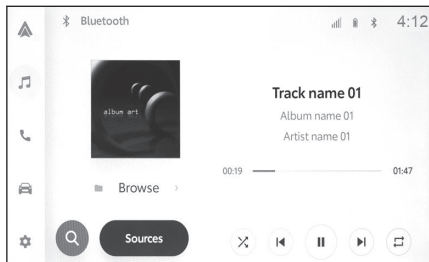 Bluetooth
4:12
album art
Track name 01
Album name 01
Artist name 01
00:19
01:47
Browse
Sources